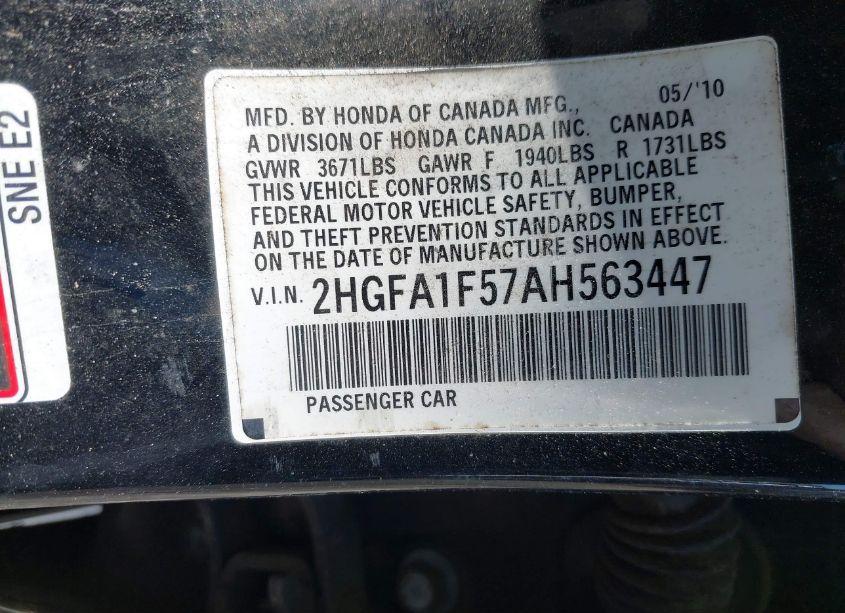 SNE E2
MFD. BY HONDA OF CANADA MFG., 05/'10
A DIVISION OF HONDA CANADA INC. CANADA
GVWR 3671LBS GAWR F 1940LBS R 1731LBS
THIS VEHICLE CONFORMS TO ALL APPLICABLE
FEDERAL MOTOR VEHICLE SAFETY, BUMPER,
AND THEFT PREVENTION STANDARDS IN EFFECT
ON THE DATE OF MANUFACTURE SHOWN ABOVE.
V.I.N. 2HGFA1F57AH563447
PASSENGER CAR